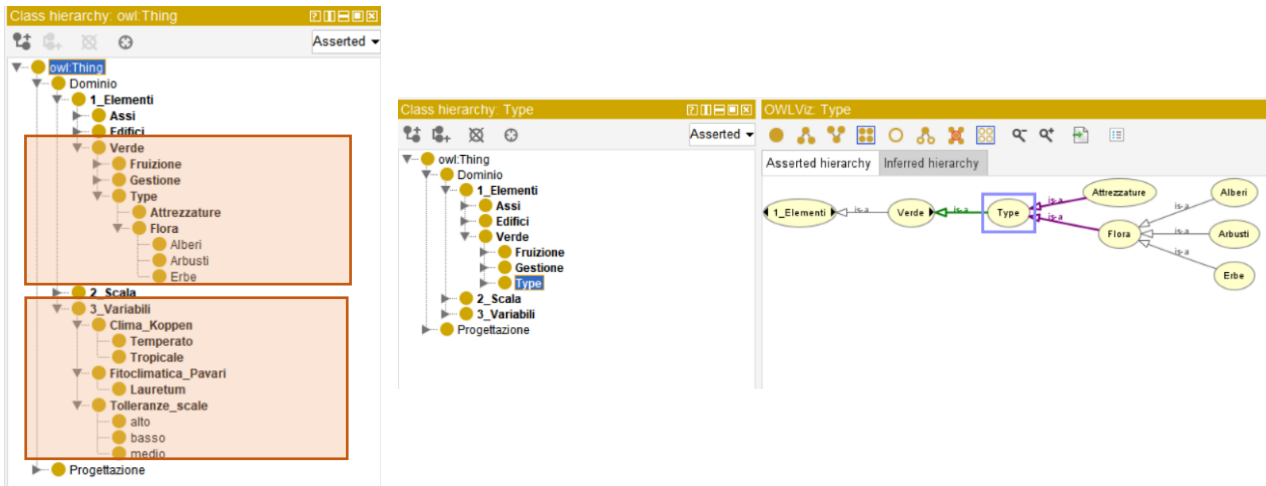 Class hierarchy: owl:Thing
Asserted
owl:Thing
Dominio
1_Elementi
Assi
Edifici
Verde
Fruizione
Gestione
Type
Attrezzature
Flora
Alberi
Arbusti
Erbe
2_Scala
3_Variabili
Clima_Koppen
Temperato
Tropicale
Fitoclimatica_Pavari
Lauretum
Tolleranze_scale
alto
basso
medio
Progettazione
Class hierarchy: Type
Asserted
owl:Thing
Dominio
1_Elementi
Assi
Edifici
Verde
Fruizione
Gestione
Type
2_Scala
3_Variabili
Progettazione
OWLViz: Type
Asserted hierarchy Inferred hierarchy
1_Elementi is-a Verde is-a Type is-a Attrezzature is-a Alberi
is-a Flora is-a Arbusti
is-a Erbe